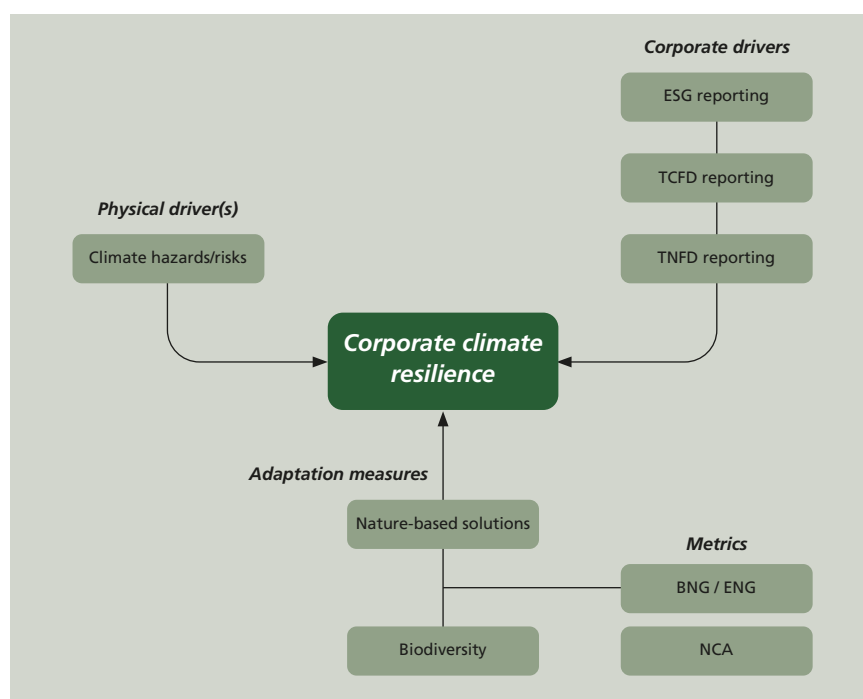 Corporate drivers
ESG reporting
TCFD reporting
Physical driver(s)
Climate hazards/risks
TNFD reporting
Corporate climate
resilience
Adaptation measures
Nature-based solutions
Metrics
BNG / ENG
Biodiversity
NCA